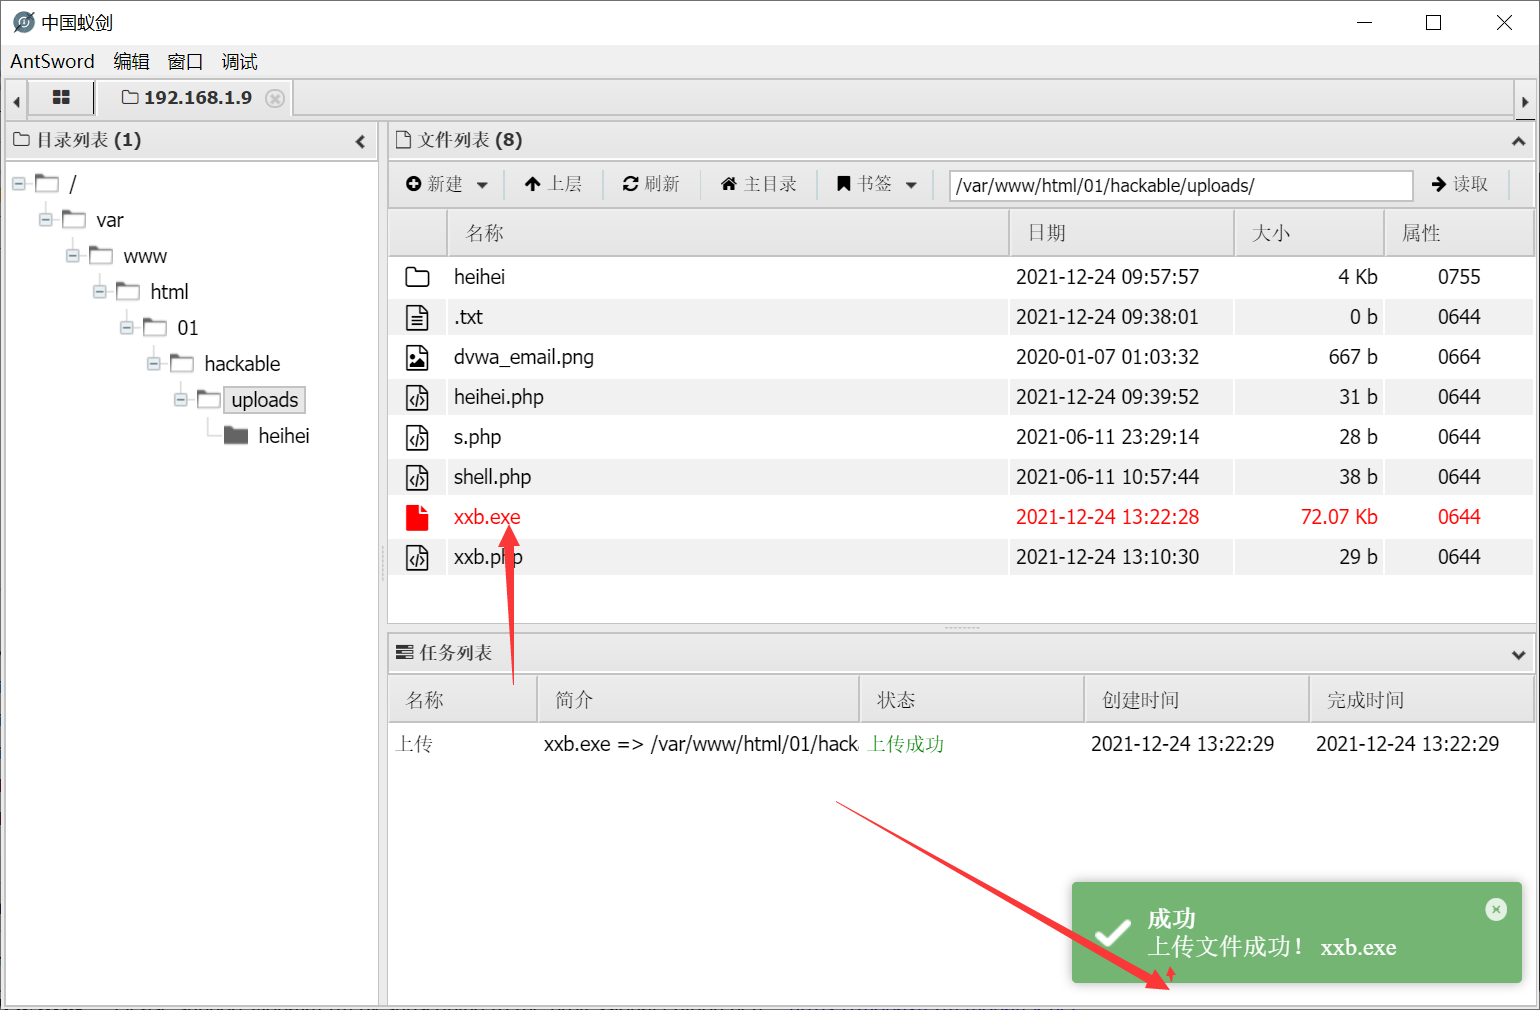 中国蚁剑
AntSword 编辑 窗口 调试
192.168.1.9
目录列表 (1)
/
var
www
html
01
hackable
uploads
heihei
文件列表 (8)
新建 上层 刷新 主目录 书签 /var/www/html/01/hackable/uploads/ 读取
名称 日期 大小 属性
heihei 2021-12-24 09:57:57 4 Kb 0755
.txt 2021-12-24 09:38:01 0 b 0644
dvwa_email.png 2020-01-07 01:03:32 667 b 0664
heihei.php 2021-12-24 09:39:52 31 b 0644
s.php 2021-06-11 23:29:14 28 b 0644
shell.php 2021-06-11 10:57:44 38 b 0644
xxb.exe 2021-12-24 13:22:28 72.07 Kb 0644
xxb.php 2021-12-24 13:10:30 29 b 0644
任务列表
名称 简介 状态 创建时间 完成时间
上传 xxb.exe => /var/www/html/01/hack 上传成功 2021-12-24 13:22:29 2021-12-24 13:22:29
成功
上传文件成功！ xxb.exe